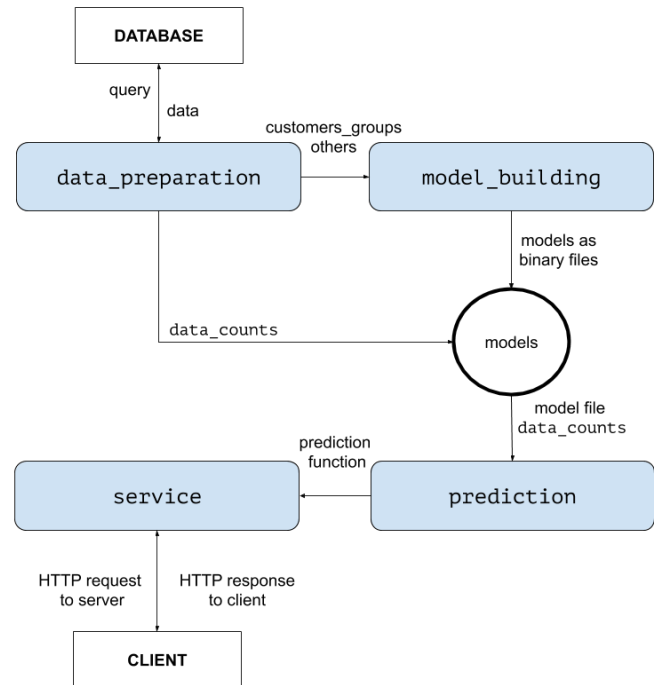 DATABASE
query
data
customers_groups
others
data_preparation
model_building
models as
binary files
data_counts
models
model file
data_counts
prediction
function
service
prediction
HTTP request
to server
HTTP response
to client
CLIENT